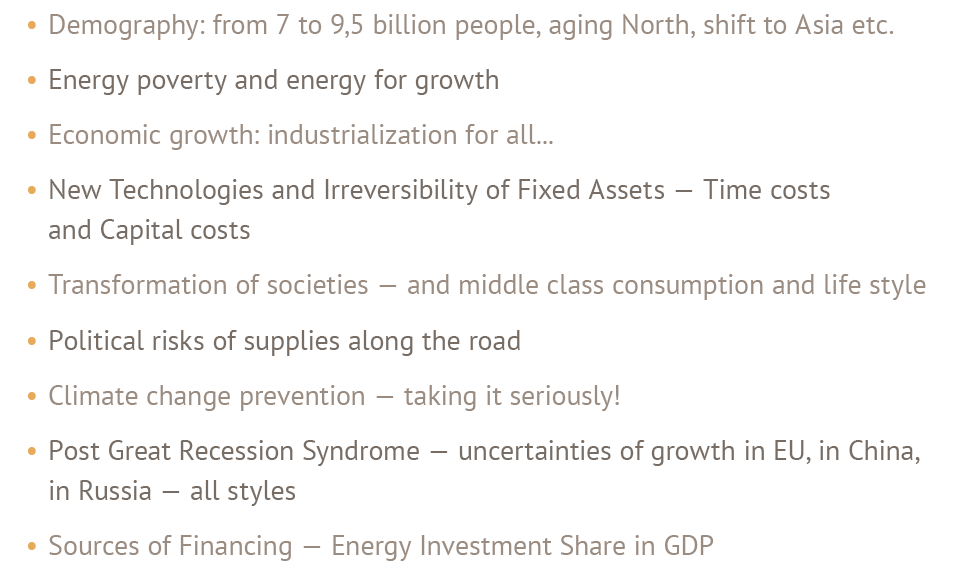 • Demography: from 7 to 9,5 billion people, aging North, shift to Asia etc.
• Energy poverty and energy for growth
• Economic growth: industrialization for all...
• New Technologies and Irreversibility of Fixed Assets — Time costs
and Capital costs
• Transformation of societies — and middle class consumption and life style
• Political risks of supplies along the road
• Climate change prevention — taking it seriously!
• Post Great Recession Syndrome — uncertainties of growth in EU, in China,
in Russia — all styles
• Sources of Financing — Energy Investment Share in GDP